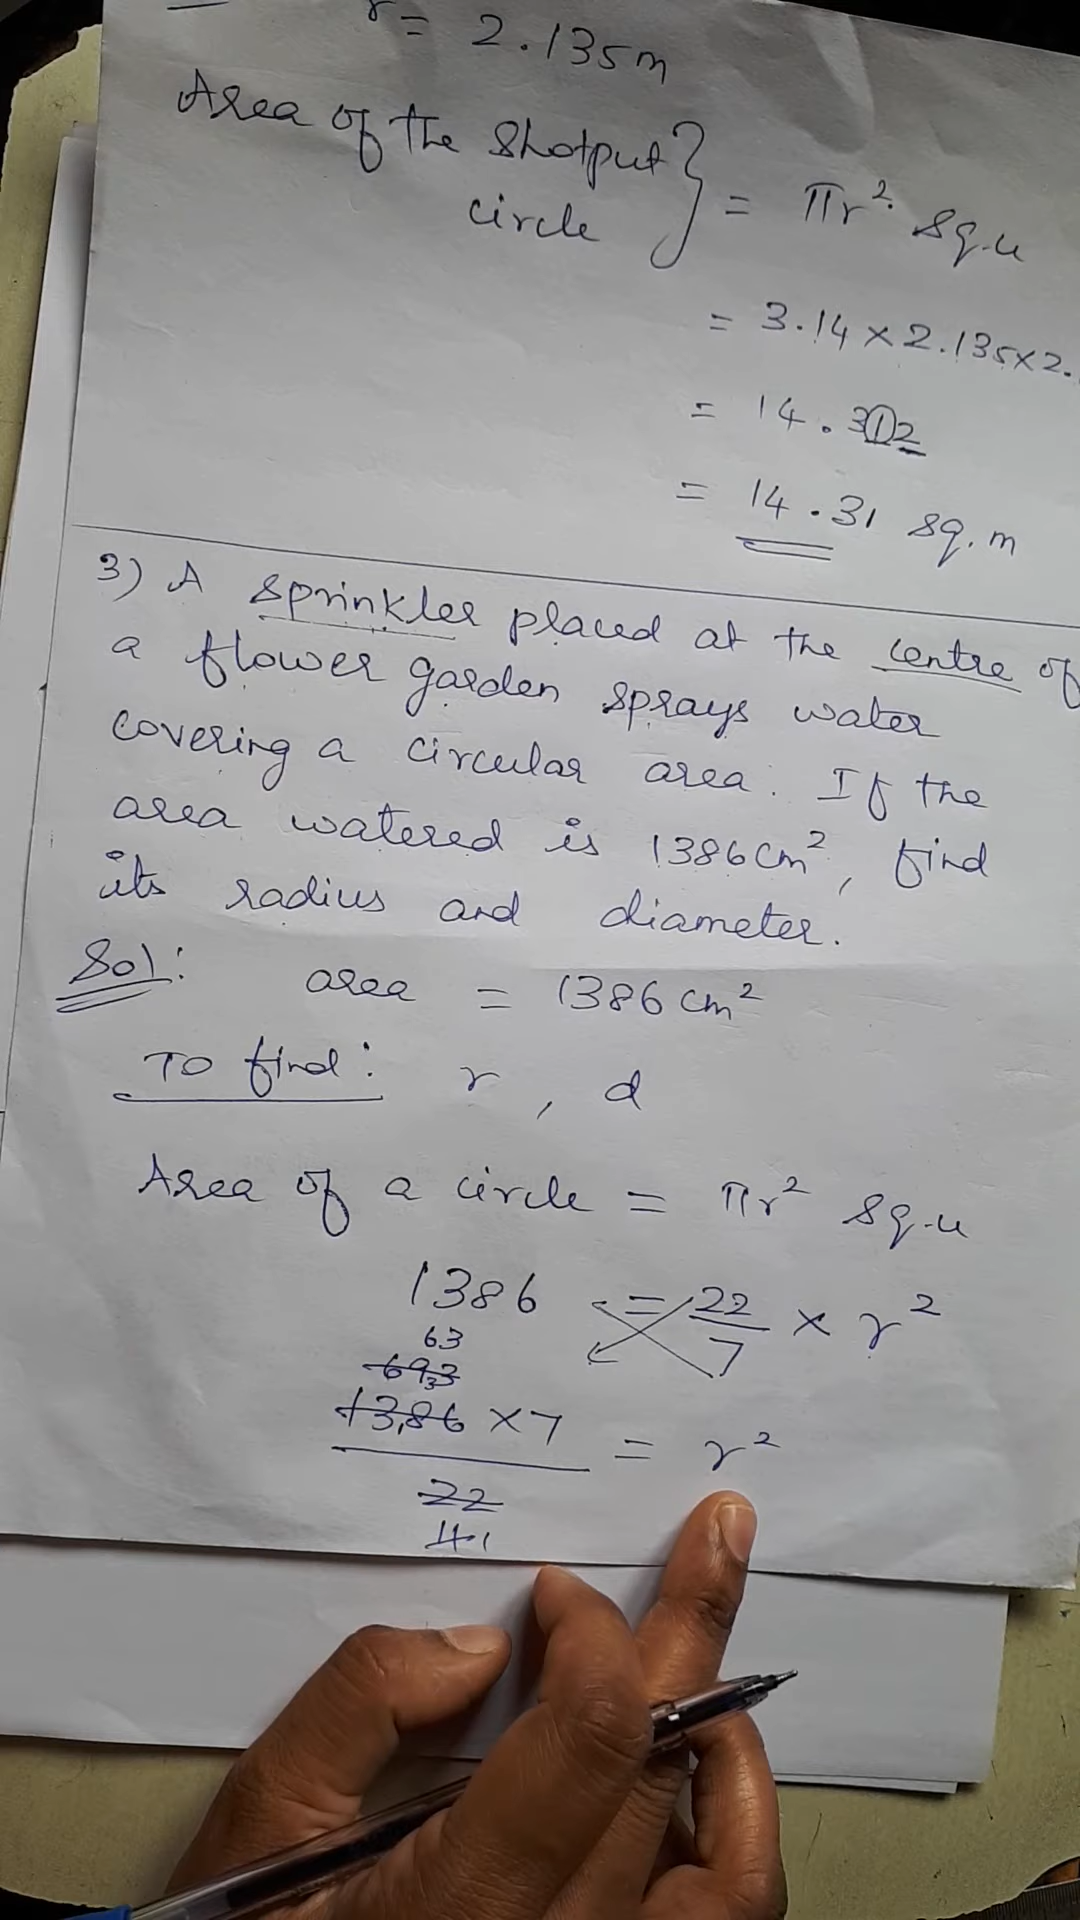 r = 2.135m
Area of the Shotput circle } = πr² sq.u
= 3.14 × 2.135 × 2.
= 14.312
= 14.31 sq.m
3) A sprinkler placed at the centre of
a flower garden sprays water
covering a circular area. If the
area watered is 1386cm², find
its radius and diameter.
Sol: area = 1386 cm²
To find: r, d
Area of a circle = πr² sq.u
1386 = 22/7 × r²
63
693
1386 × 7 = r²
22
11 1